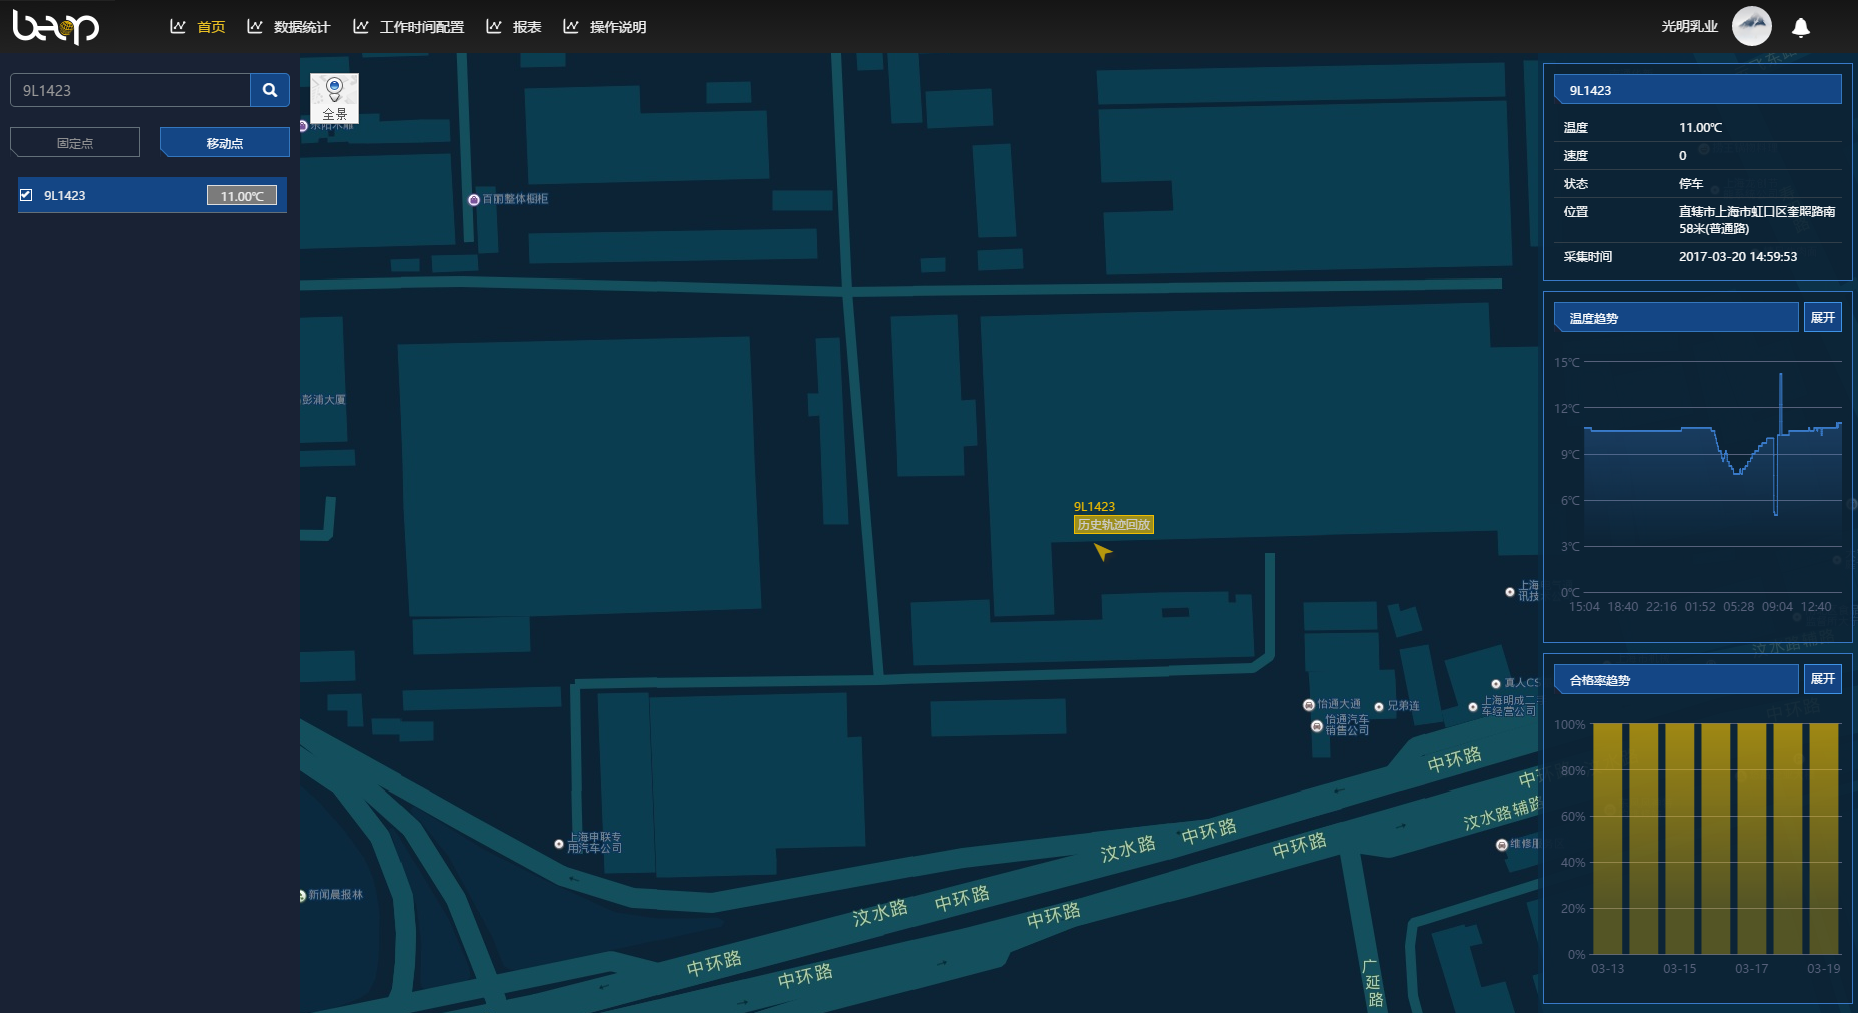 beop
首页
数据统计
工作时间配置
报表
操作说明
光明乳业
9L1423
固定点
移动点
9L1423
11.00℃
全景
百丽整体橱柜
彭浦大厦
9L1423
历史轨迹回放
上海
讯技
真人CS
上海明成二
车经营公司
怡通大通
兄弟连
怡通汽车
销售公司
中环路
中环
汶水路辅路
中环路
汶水路
中环路
维修服
上海申联专
用汽车公司
新闻晨报林
中环路
汶水路
中环路
中环路
中环路
广延路
9L1423
温度
11.00℃
速度
0
状态
停车
位置
直辖市上海市虹口区奎照路南
58米(普通路)
采集时间
2017-03-20 14:59:53
温度趋势
展开
15℃
12℃
9℃
6℃
3℃
0℃
15:04 18:40 22:16 01:52 05:28 09:04 12:40
合格率趋势
展开
100%
80%
60%
40%
20%
0%
03-13 03-15 03-17 03-19